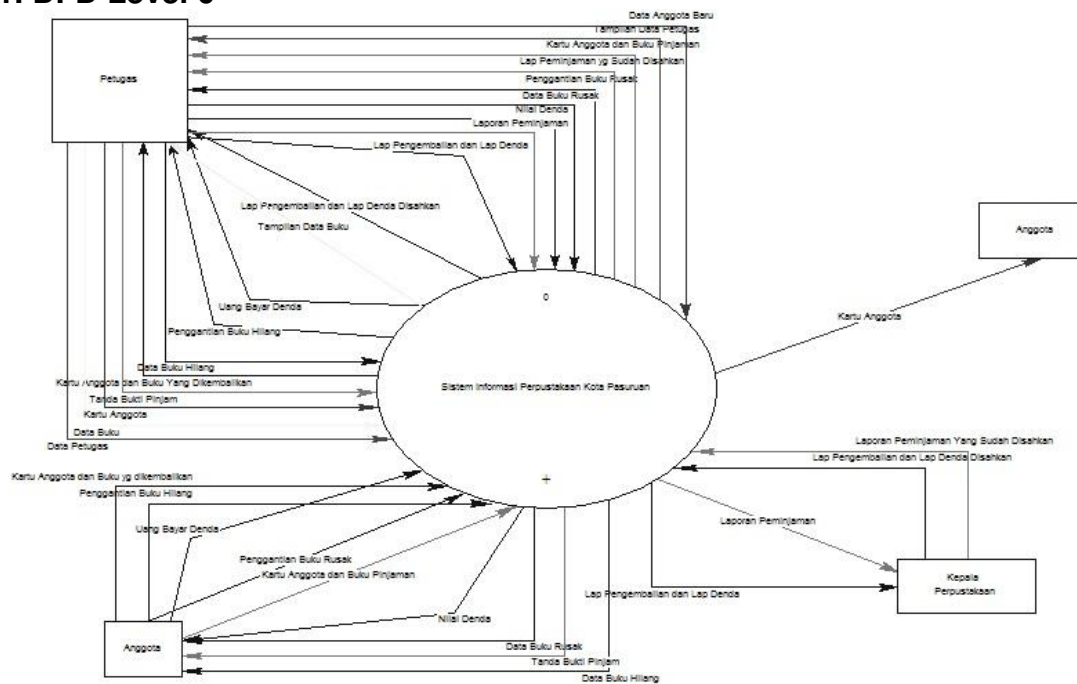 n DFD Level 0
Data Anggota Baru
Tampilan Data Petugas
Kartu Anggota dan Buku Pinjaman
Lap Peminjaman yg Sudah Disahkan
Penggantian Buku Rusak
Data Buku Rusak
Nilai Denda
Laporan Peminjaman
Petugas
Lap Pengembalian dan Lap Denda
Lap Pengembalian dan Lap Denda Disahkan
Tampilan Data Buku
Anggota
0
Uang Bayar Denda
Kartu Anggota
Penggantian Buku Hilang
Data Buku Hilang
Kartu Anggota dan Buku Yang Dikembalikan
Sistem Informasi Perpustakaan Kota Pasuruan
Tanda Bukti Pinjam
Kartu Anggota
Data Buku
Data Petugas
Laporan Peminjaman Yang Sudah Disahkan
Lap Pengembalian dan Lap Denda Disahkan
Kartu Anggota dan Buku yg dikembalikan
+
Penggantian Buku Hilang
Uang Bayar Denda
Laporan Peminjaman
Penggantian Buku Rusak
Kartu Anggota dan Buku Pinjaman
Kepala
Perpustakaan
Lap Pengembalian dan Lap Denda
Nilai Denda
Anggota
Data Buku Rusak
Tanda Bukti Pinjam
Data Buku Hilang